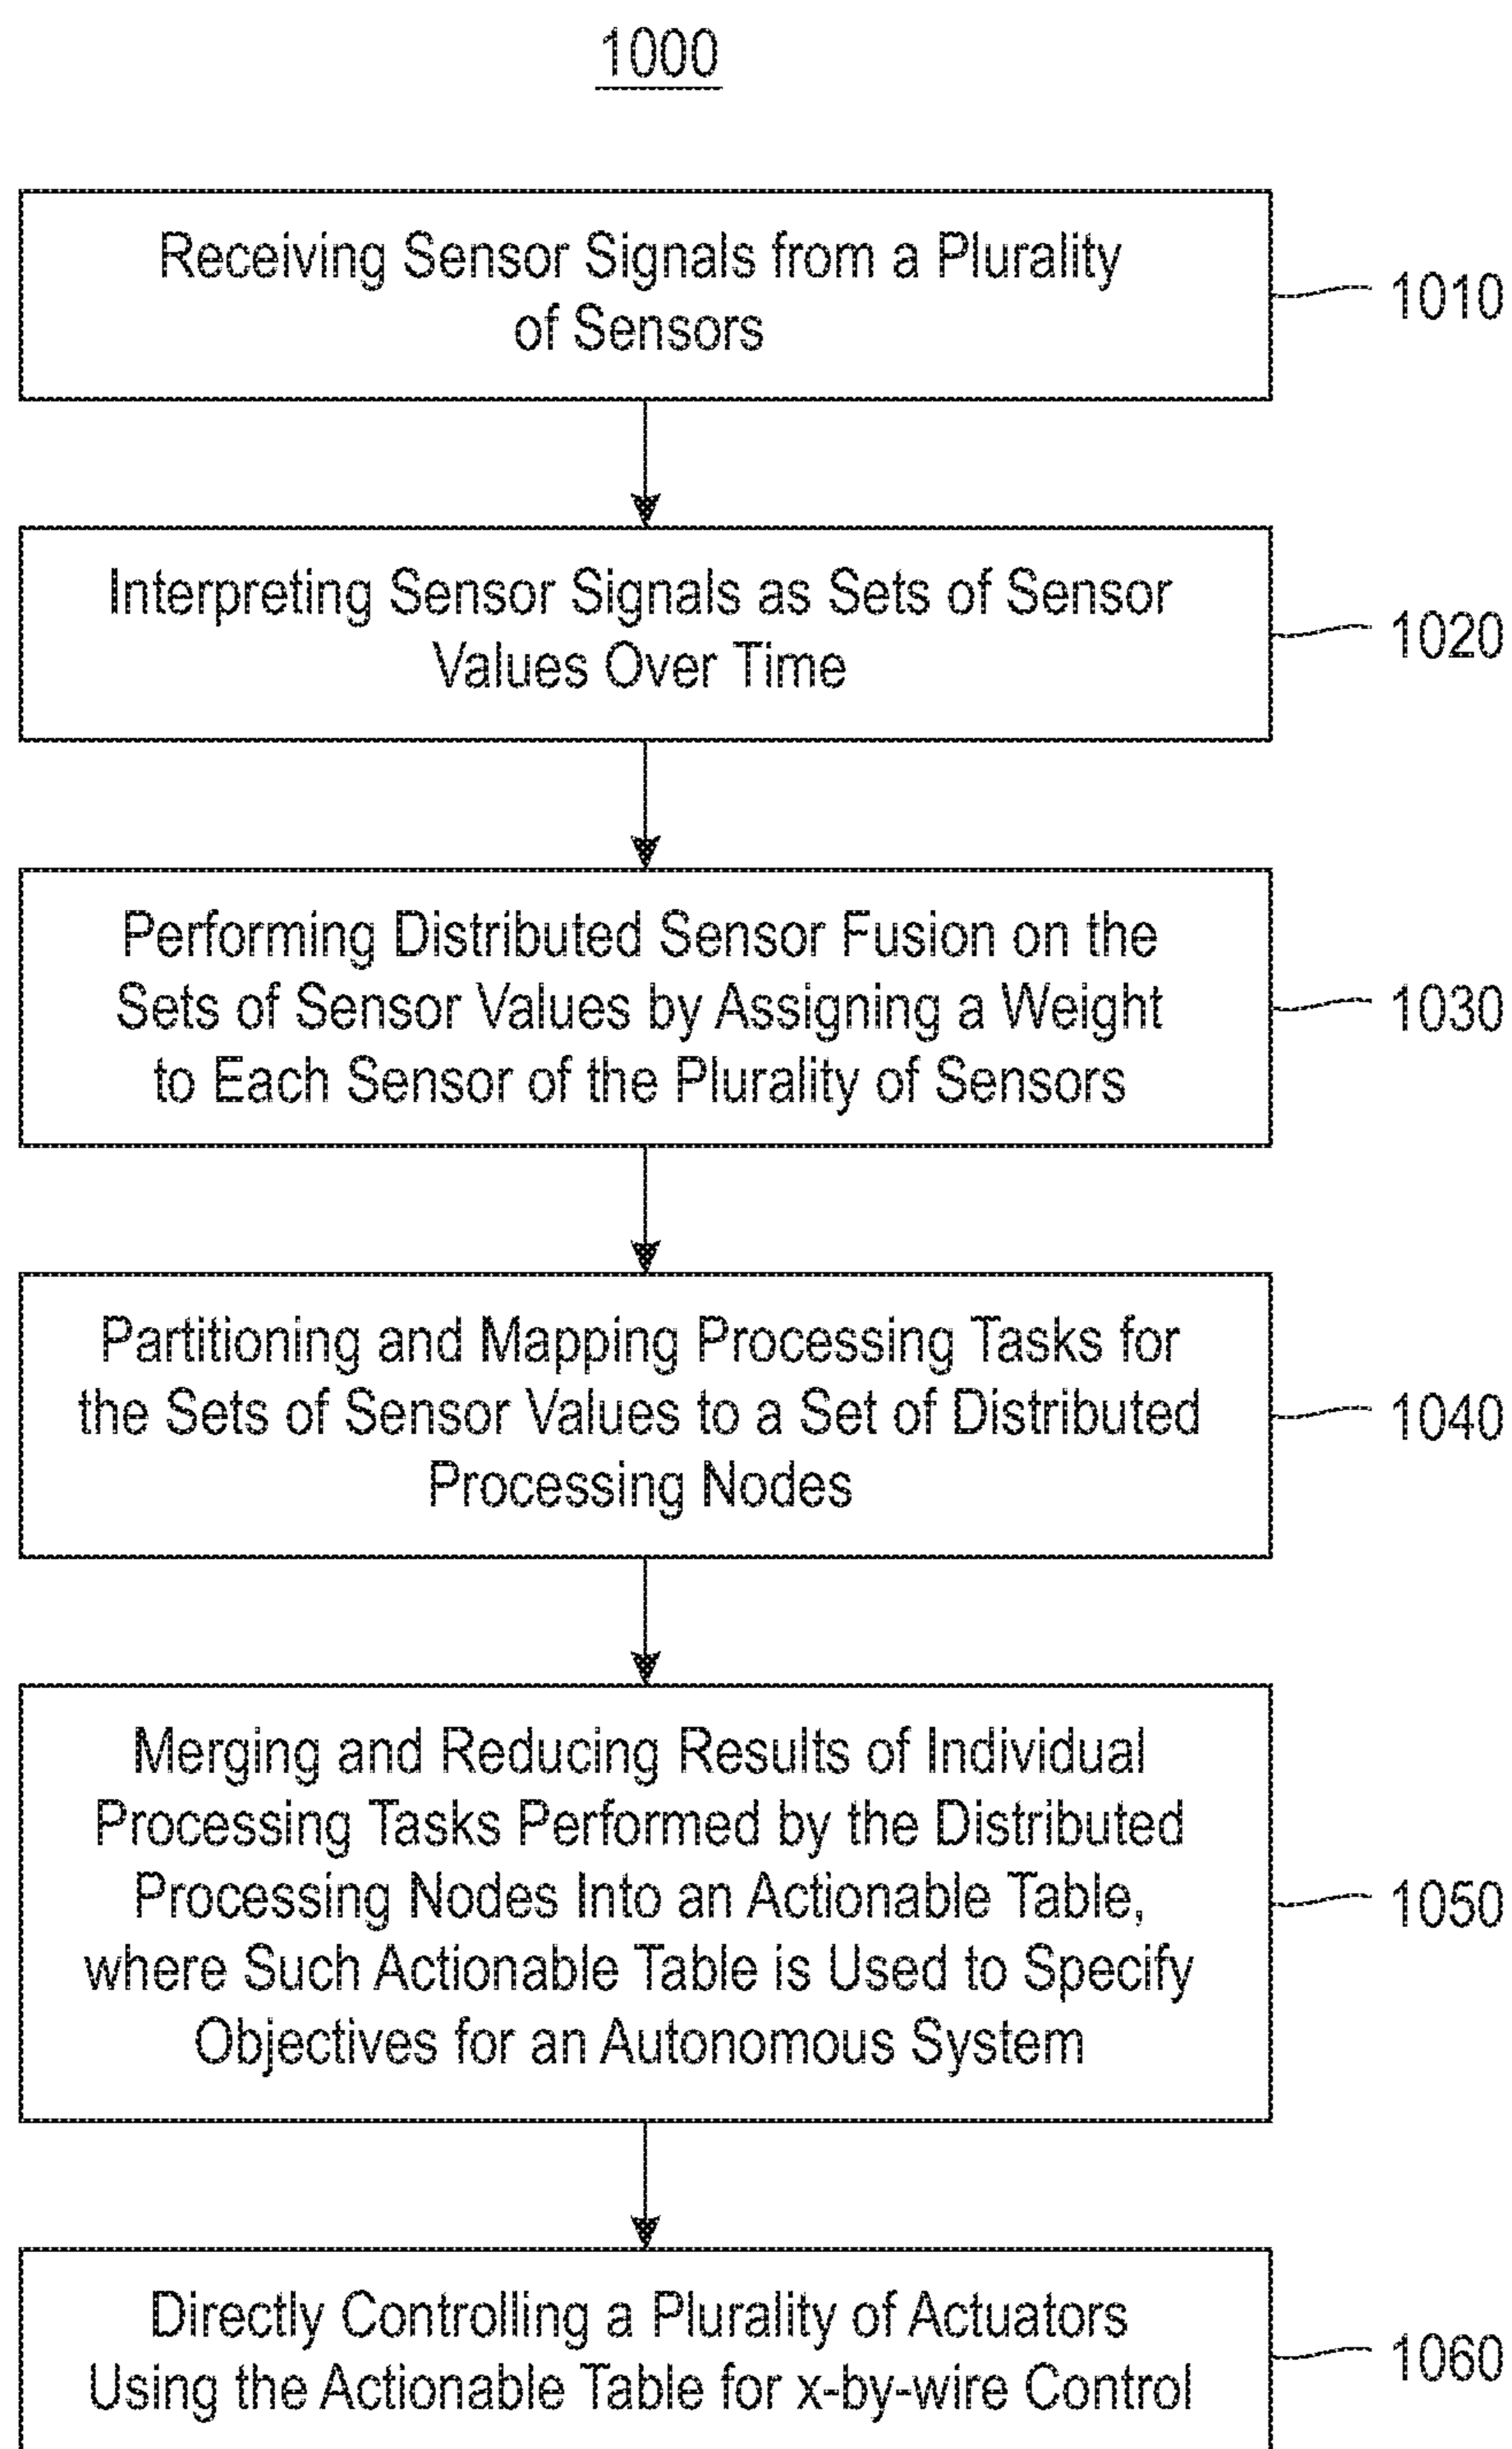 1000
Receiving Sensor Signals from a Plurality
of Sensors
1010
Interpreting Sensor Signals as Sets of Sensor
Values Over Time
1020
Performing Distributed Sensor Fusion on the
Sets of Sensor Values by Assigning a Weight
to Each Sensor of the Plurality of Sensors
1030
Partitioning and Mapping Processing Tasks for
the Sets of Sensor Values to a Set of Distributed
Processing Nodes
1040
Merging and Reducing Results of Individual
Processing Tasks Performed by the Distributed
Processing Nodes Into an Actionable Table,
where Such Actionable Table is Used to Specify
Objectives for an Autonomous System
1050
Directly Controlling a Plurality of Actuators
Using the Actionable Table for x-by-wire Control
1060